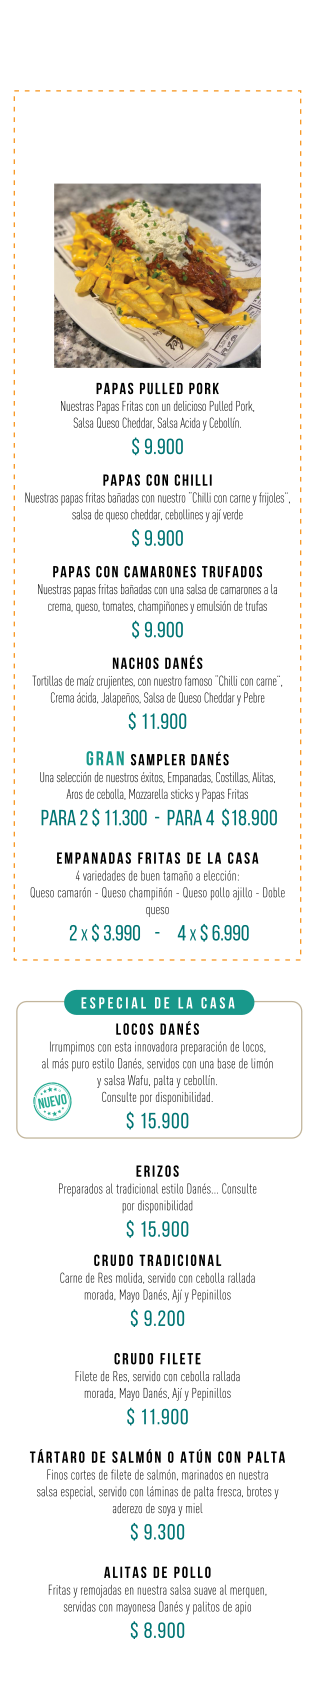 PAPAS PULLED PORK
Nuestras Papas Fritas con un delicioso Pulled Pork,
Salsa Queso Cheddar, Salsa Acida y Cebollín.
$ 9.900
PAPAS CON CHILLI
Nuestras papas fritas bañadas con nuestro "Chilli con carne y frijoles",
salsa de queso cheddar, cebollines y ají verde
$ 9.900
PAPAS CON CAMARONES TRUFADOS
Nuestras papas fritas bañadas con una salsa de camarones a la
crema, queso, tomates, champiñones y emulsión de trufas
$ 9.900
NACHOS DANÉS
Tortillas de maíz crujientes, con nuestro famoso "Chilli con carne",
Crema ácida, Jalapeños, Salsa de Queso Cheddar y Pebre
$ 11.900
GRAN SAMPLER DANÉS
Una selección de nuestros éxitos, Empanadas, Costillas, Alitas,
Aros de cebolla, Mozzarella sticks y Papas Fritas
PARA 2 $ 11.300 - PARA 4 $18.900
EMPANADAS FRITAS DE LA CASA
4 variedades de buen tamaño a elección:
Queso camarón - Queso champiñón - Queso pollo ajillo - Doble
queso
2 x $ 3.990 - 4 x $ 6.990
ESPECIAL DE LA CASA
LOCOS DANÉS
Irrumpimos con esta innovadora preparación de locos,
al más puro estilo Danés, servidos con una base de limón
y salsa Wafu, palta y cebollín.
Consulte por disponibilidad.
NUEVO
$ 15.900
ERIZOS
Preparados al tradicional estilo Danés... Consulte
por disponibilidad
$ 15.900
CRUDO TRADICIONAL
Carne de Res molida, servido con cebolla rallada
morada, Mayo Danés, Ají y Pepinillos
$ 9.200
CRUDO FILETE
Filete de Res, servido con cebolla rallada
morada, Mayo Danés, Ají y Pepinillos
$ 11.900
TÁRTARO DE SALMÓN O ATÚN CON PALTA
Finos cortes de filete de salmón, marinados en nuestra
salsa especial, servido con láminas de palta fresca, brotes y
aderezo de soya y miel
$ 9.300
ALITAS DE POLLO
Fritas y remojadas en nuestra salsa suave al merquen,
servidas con mayonesa Danés y palitos de apio
$ 8.900